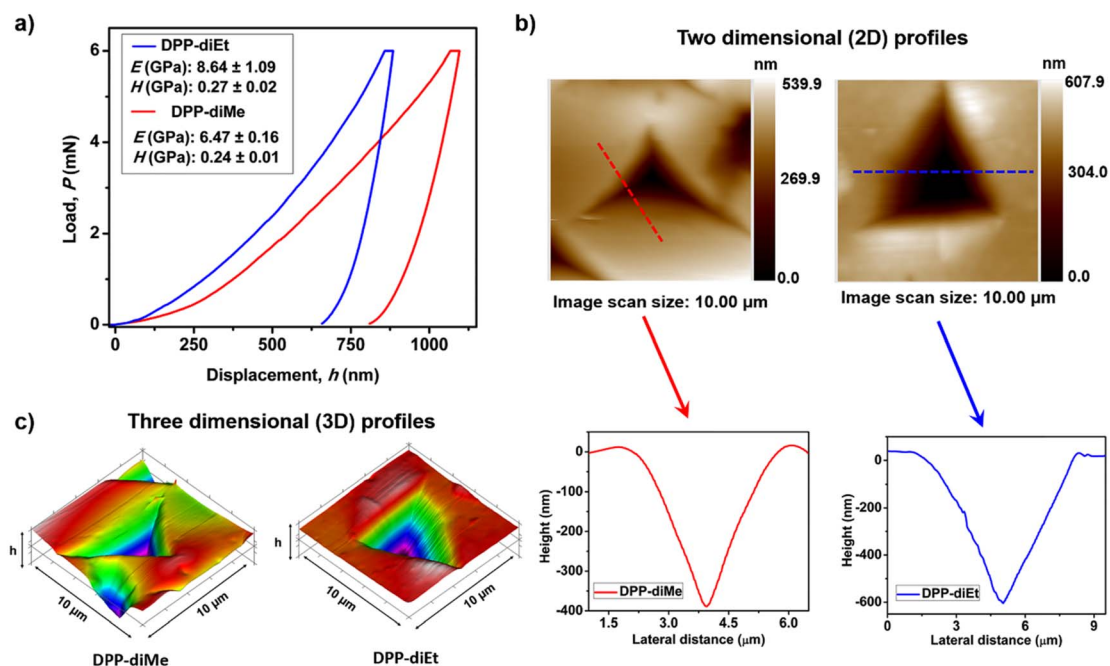 a)
6
4
2
0
Load, P (mN)
DPP-diEt
E (GPa): 8.64 ± 1.09
H (GPa): 0.27 ± 0.02
DPP-diMe
E (GPa): 6.47 ± 0.16
H (GPa): 0.24 ± 0.01
0 250 500 750 1000
Displacement, h (nm)
b)
Two dimensional (2D) profiles
nm
539.9
269.9
0.0
Image scan size: 10.00 µm
nm
607.9
304.0
0.0
Image scan size: 10.00 µm
0
-100
-200
-300
-400
Height (nm)
DPP-diMe
1.5 3.0 4.5 6.0
Lateral distance (µm)
0
-200
-400
-600
Height (nm)
DPP-diEt
0 3 6 9
Lateral distance (µm)
c)
Three dimensional (3D) profiles
h
10 µm
10 µm
DPP-diMe
h
10 µm
10 µm
DPP-diEt